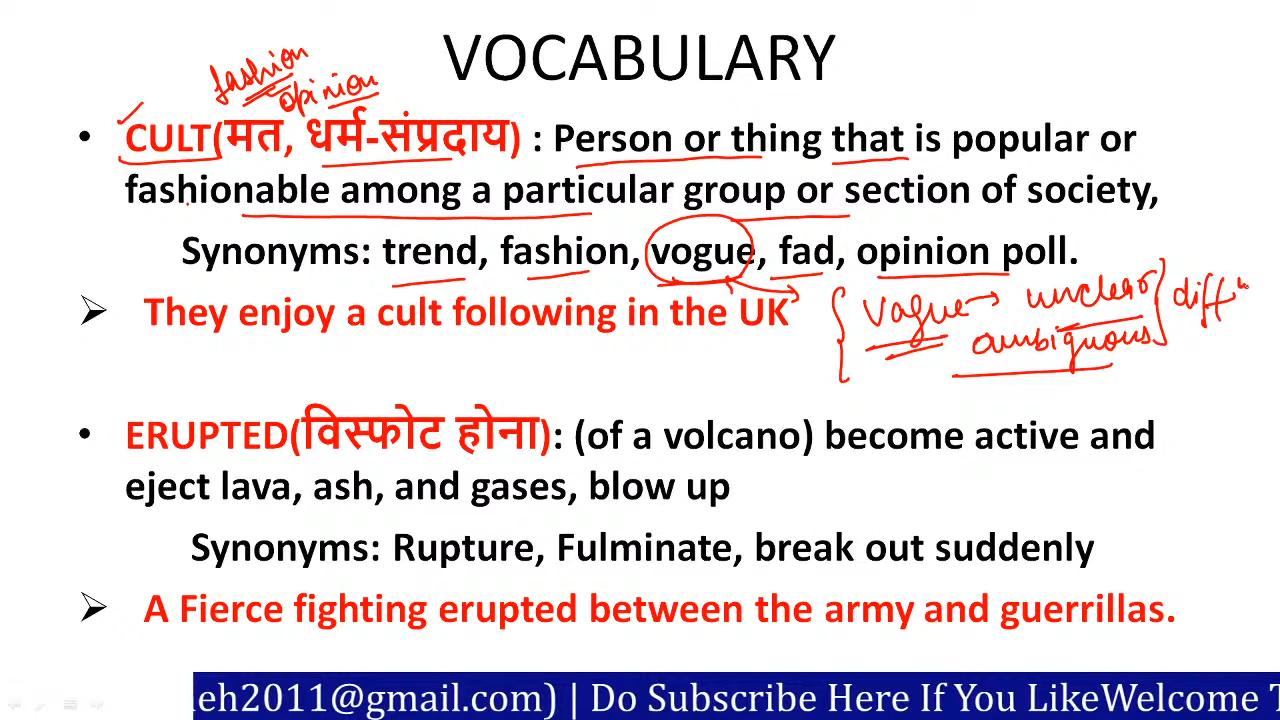 VOCABULARY
fashion
opinion
• CULT(मत, धर्म-संप्रदाय) : Person or thing that is popular or
fashionable among a particular group or section of society,
Synonyms: trend, fashion, vogue, fad, opinion poll.
➢ They enjoy a cult following in the UK
vague → unclear
ambiguous
diff
• ERUPTED(विस्फोट होना): (of a volcano) become active and
eject lava, ash, and gases, blow up
Synonyms: Rupture, Fulminate, break out suddenly
➢ A Fierce fighting erupted between the army and guerrillas.
eh2011@gmail.com) | Do Subscribe Here If You LikeWelcome T